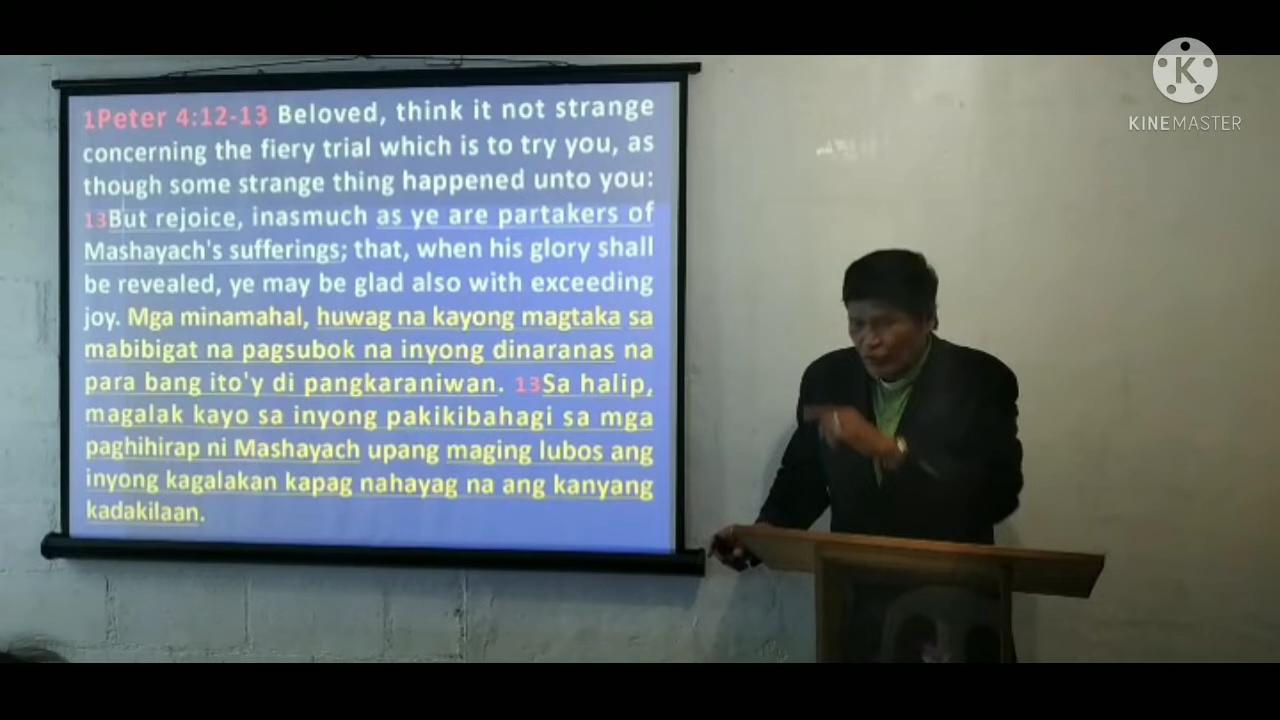 1Peter 4:12-13 Beloved, think it not strange
concerning the fiery trial which is to try you, as
though some strange thing happened unto you:
13But rejoice, inasmuch as ye are partakers of
Mashayach's sufferings; that, when his glory shall
be revealed, ye may be glad also with exceeding
joy. Mga minamahal, huwag na kayong magtaka sa
mabibigat na pagsubok na inyong dinaranas na
para bang ito'y di pangkaraniwan. 13Sa halip,
magalak kayo sa inyong pakikibahagi sa mga
paghihirap ni Mashayach upang maging lubos ang
inyong kagalakan kapag nahayag na ang kanyang
kadakilaan.
K
KINEMASTER